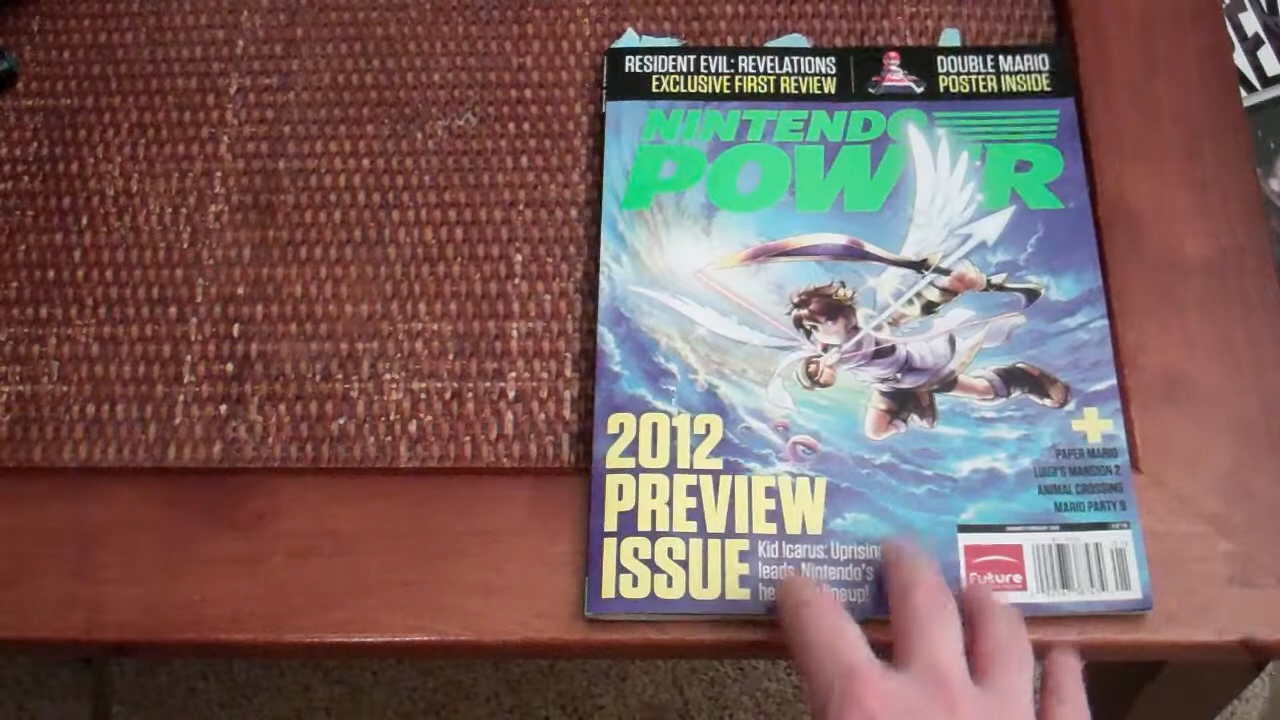 RESIDENT EVIL: REVELATIONS
EXCLUSIVE FIRST REVIEW
DOUBLE MARIO
POSTER INSIDE
NINTENDO
POWER
2012
PREVIEW
ISSUE
Kid Icarus: Uprising
leads Nintendo's
lineup!
+
PAPER MARIO
LUIGI'S MANSION 2
ANIMAL CROSSING
MARIO PARTY 9
Future